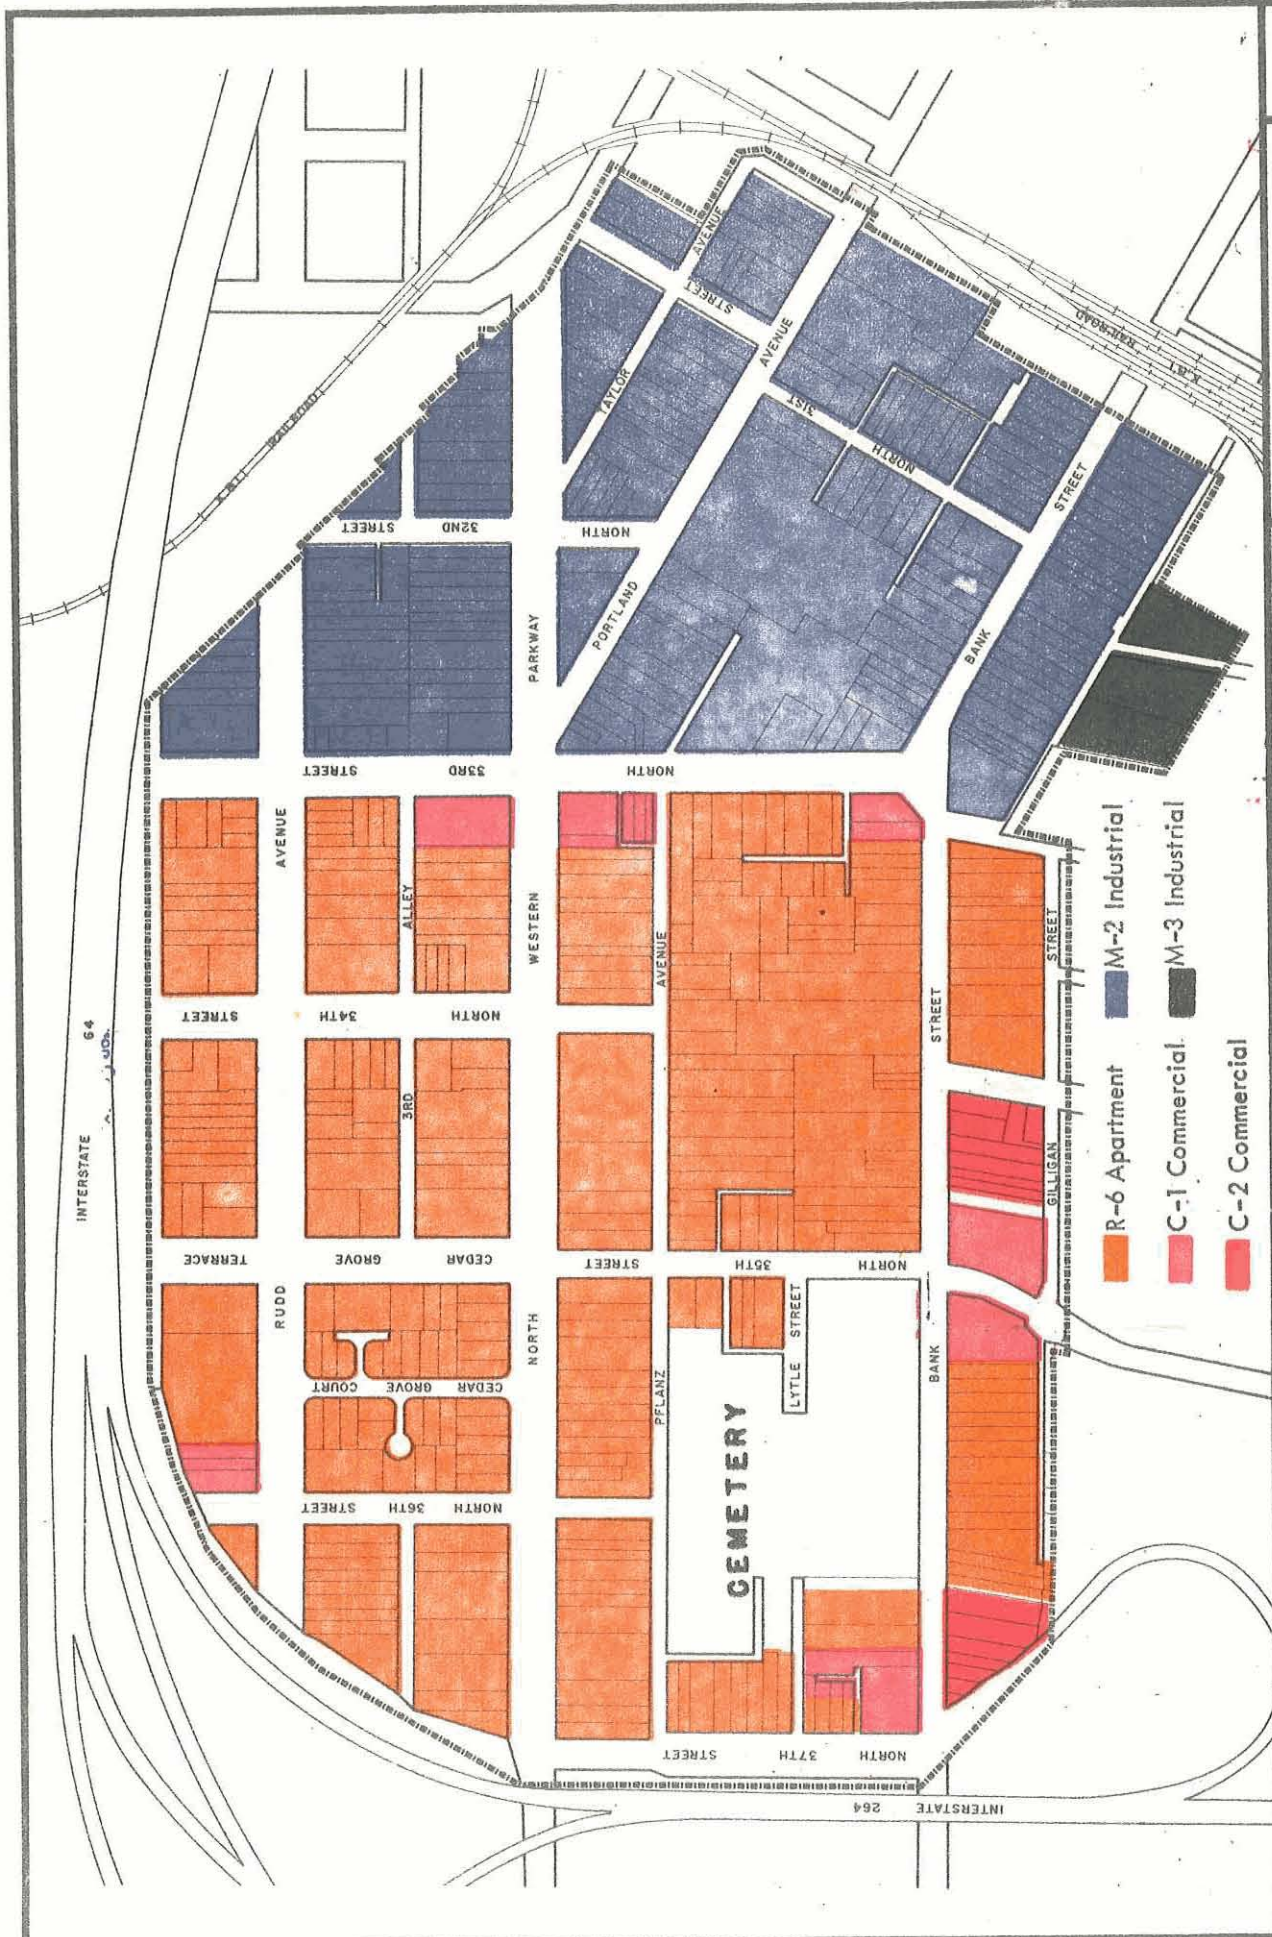 INTERSTATE 64
K & I RAILROAD
RUDD AVENUE
3RD ALLEY
NORTH WESTERN PARKWAY
PFLANZ AVENUE
PORTLAND AVENUE
TAYLOR AVENUE
LYTLE STREET
BANK STREET
BANK STREET
GILLIGAN STREET
NORTH 37TH STREET
NORTH 36TH STREET
CEDAR GROVE COURT
NORTH 35TH STREET
CEDAR GROVE TERRACE
NORTH 34TH STREET
NORTH 33RD STREET
NORTH 32ND STREET
NORTH 31ST STREET
K & I RAILROAD
INTERSTATE 264
CEMETERY
R-6 Apartment
C-1 Commercial
C-2 Commercial
M-2 Industrial
M-3 Industrial